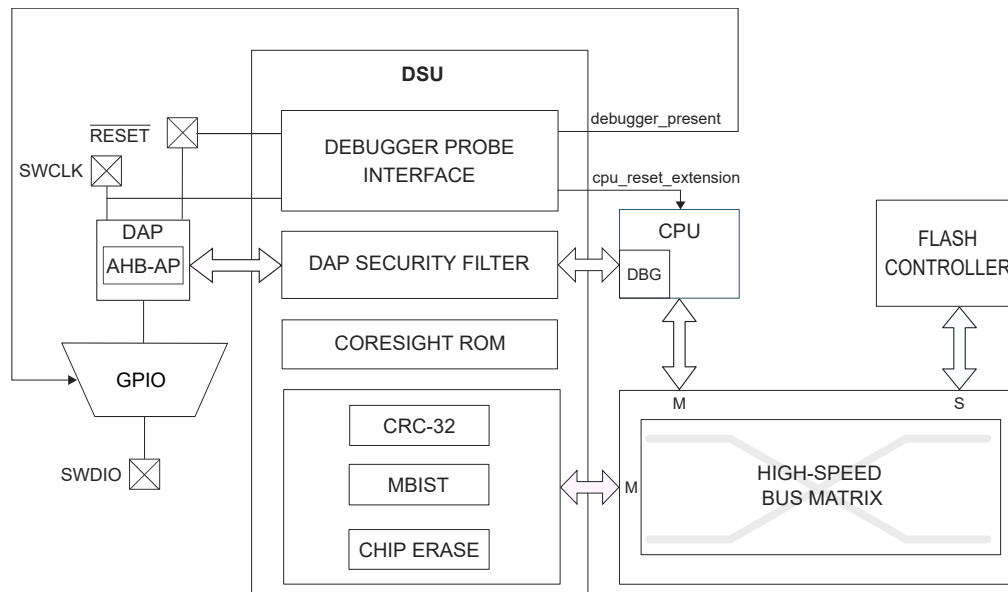 DSU
debugger_present
RESET
DEBUGGER PROBE
INTERFACE
SWCLK
cpu_reset_extension
DAP
CPU
AHB-AP
DAP SECURITY FILTER
DBG
FLASH
CONTROLLER
CORESIGHT ROM
GPIO
M
S
CRC-32
SWDIO
MBIST
M
HIGH-SPEED
BUS MATRIX
CHIP ERASE